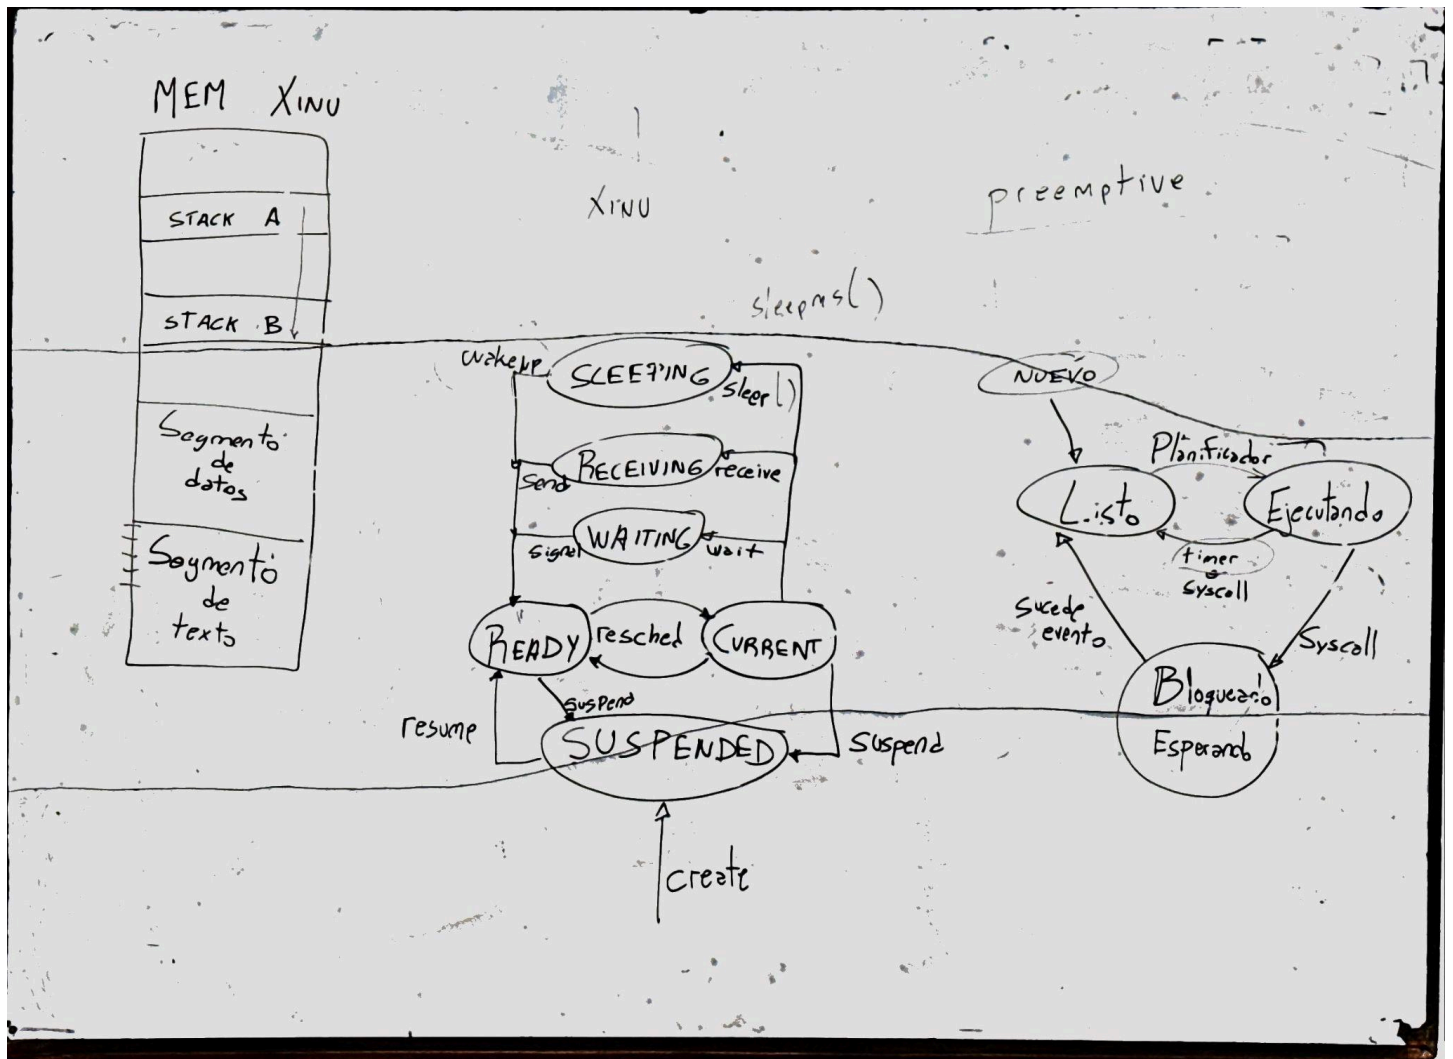 MEM XINU
STACK A
STACK B
Segmento
de
datos
Segmento
de
texto
XINU
sleepms()
wakeup
SLEEPING
sleep()
RECEIVING
send
receive
WAITING
signal
wait
READY
resched
CURRENT
suspend
resume
SUSPENDED
suspend
create
preemptive
NUEVO
Planificador
Listo
Ejecutando
timer
o
syscall
Sucede
evento
Syscall
Bloqueado
Esperando